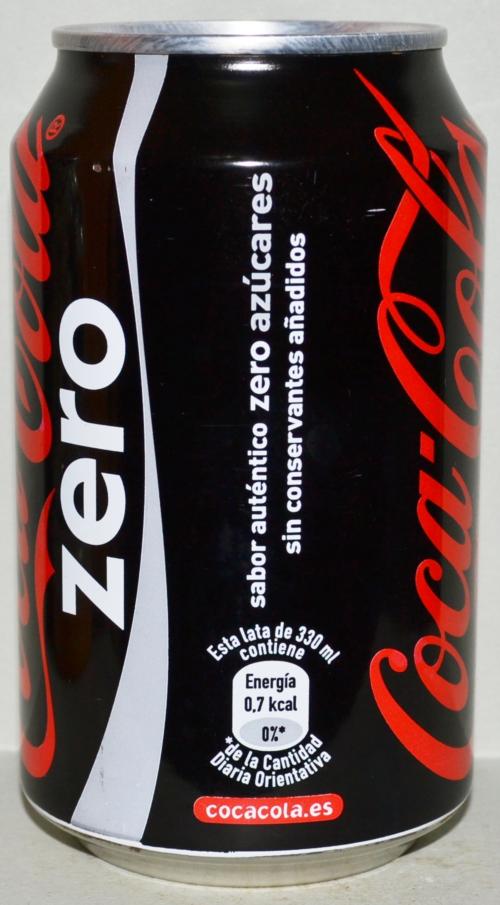 Coca-Cola®
zero
sabor auténtico zero azúcares
sin conservantes añadidos
Esta lata de 330 ml
contiene
Energía
0,7 kcal
0%*
*de la Cantidad
Diaria Orientativa
cocacola.es
Coca-Cola